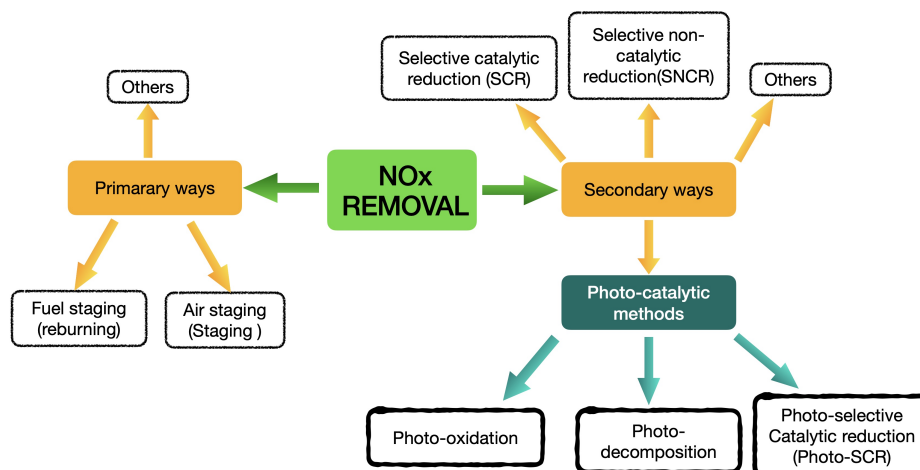 Selective catalytic
reduction (SCR)
Selective non-
catalytic
reduction(SNCR)
Others
Others
Primarary ways
NOx
REMOVAL
Secondary ways
Fuel staging
(reburning)
Air staging
(Staging )
Photo-catalytic
methods
Photo-oxidation
Photo-
decomposition
Photo-selective
Catalytic reduction
(Photo-SCR)